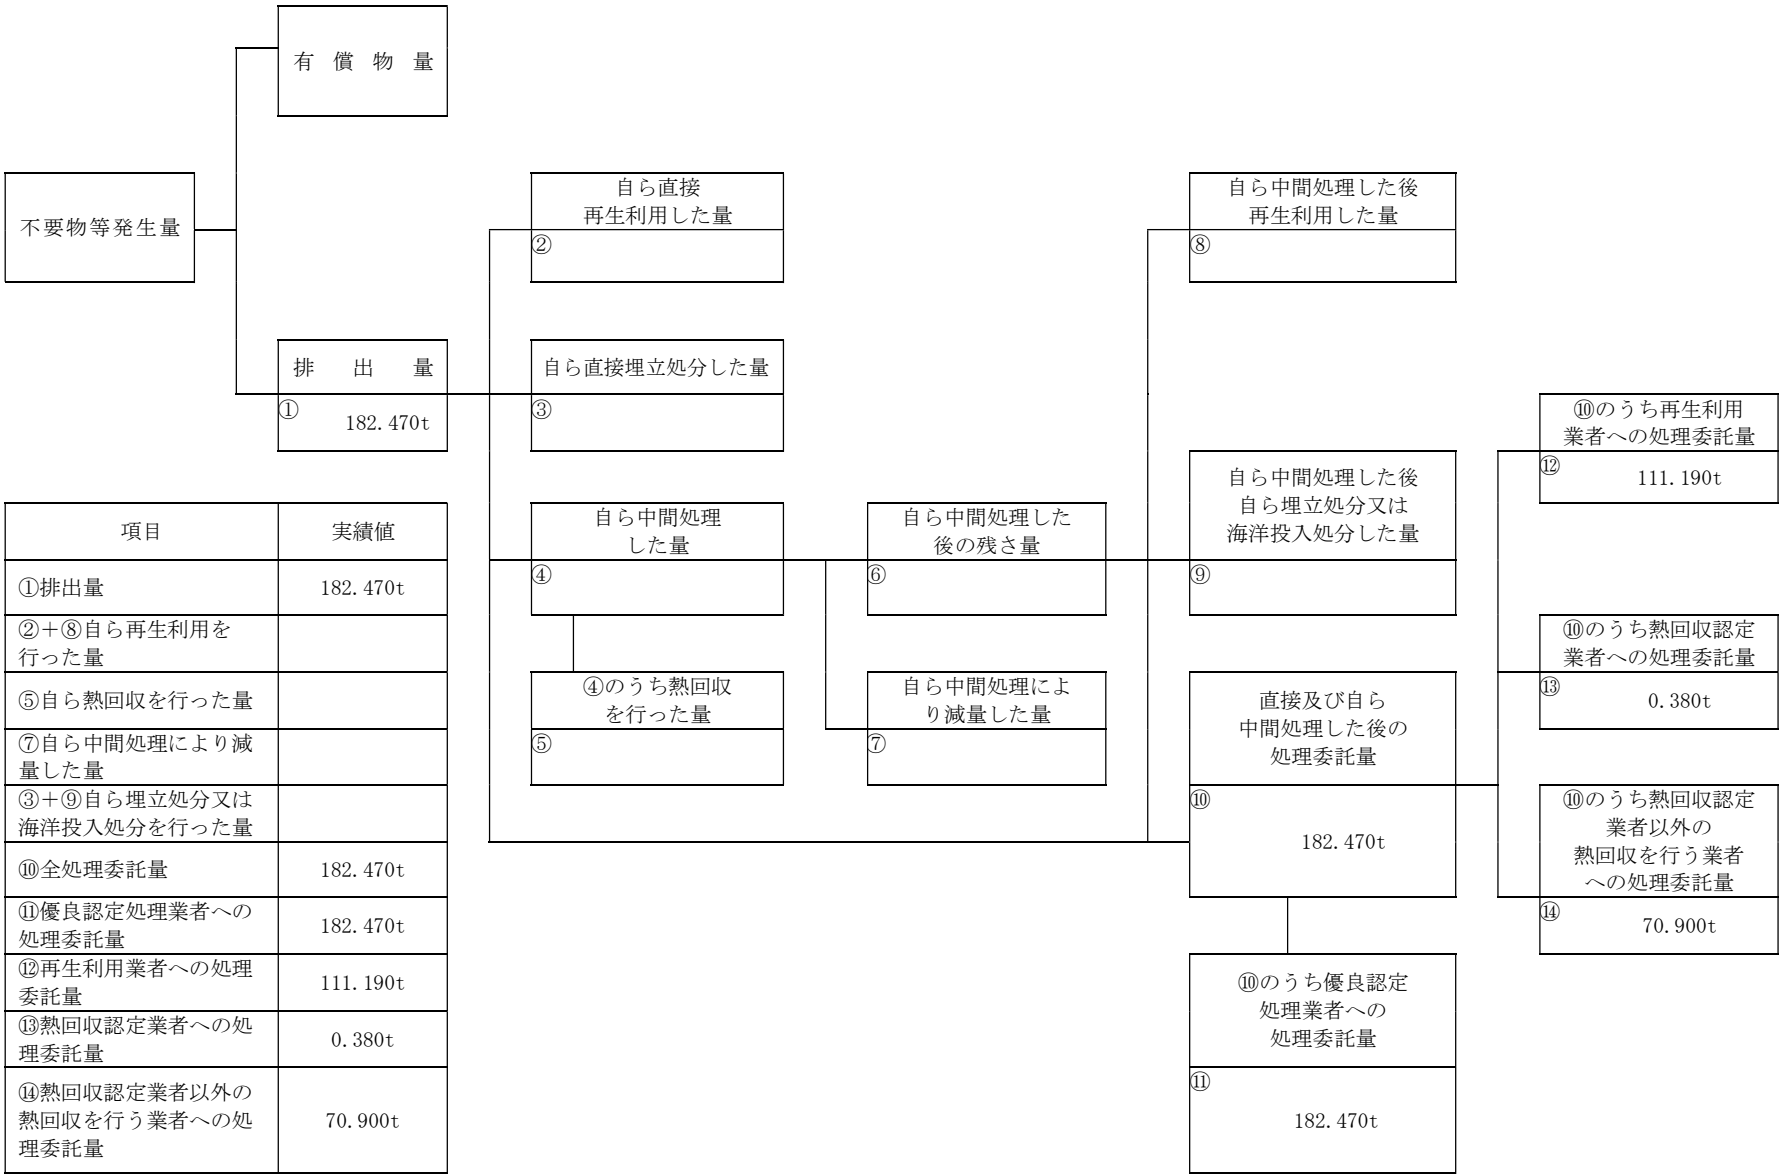 有償物量
不要物等発生量
自ら直接
再生利用した量
②
自ら中間処理した後
再生利用した量
⑧
排出量
① 182.470t
自ら直接埋立処分した量
③
⑩のうち再生利用
業者への処理委託量
⑫ 111.190t
自ら中間処理
した量
④
自ら中間処理した
後の残さ量
⑥
自ら中間処理した後
自ら埋立処分又は
海洋投入処分した量
⑨
⑩のうち熱回収認定
業者への処理委託量
⑬ 0.380t
④のうち熱回収
を行った量
⑤
自ら中間処理によ
り減量した量
⑦
直接及び自ら
中間処理した後の
処理委託量
⑩
182.470t
⑩のうち熱回収認定
業者以外の
熱回収を行う業者
への処理委託量
⑭ 70.900t
⑩のうち優良認定
処理業者への
処理委託量
⑪
182.470t
項目 実績値
①排出量 182.470t
②＋⑧自ら再生利用を
行った量
⑤自ら熱回収を行った量
⑦自ら中間処理により減
量した量
③＋⑨自ら埋立処分又は
海洋投入処分を行った量
⑩全処理委託量 182.470t
⑪優良認定処理業者への
処理委託量 182.470t
⑫再生利用業者への処理
委託量 111.190t
⑬熱回収認定業者への処
理委託量 0.380t
⑭熱回収認定業者以外の
熱回収を行う業者への処
理委託量 70.900t